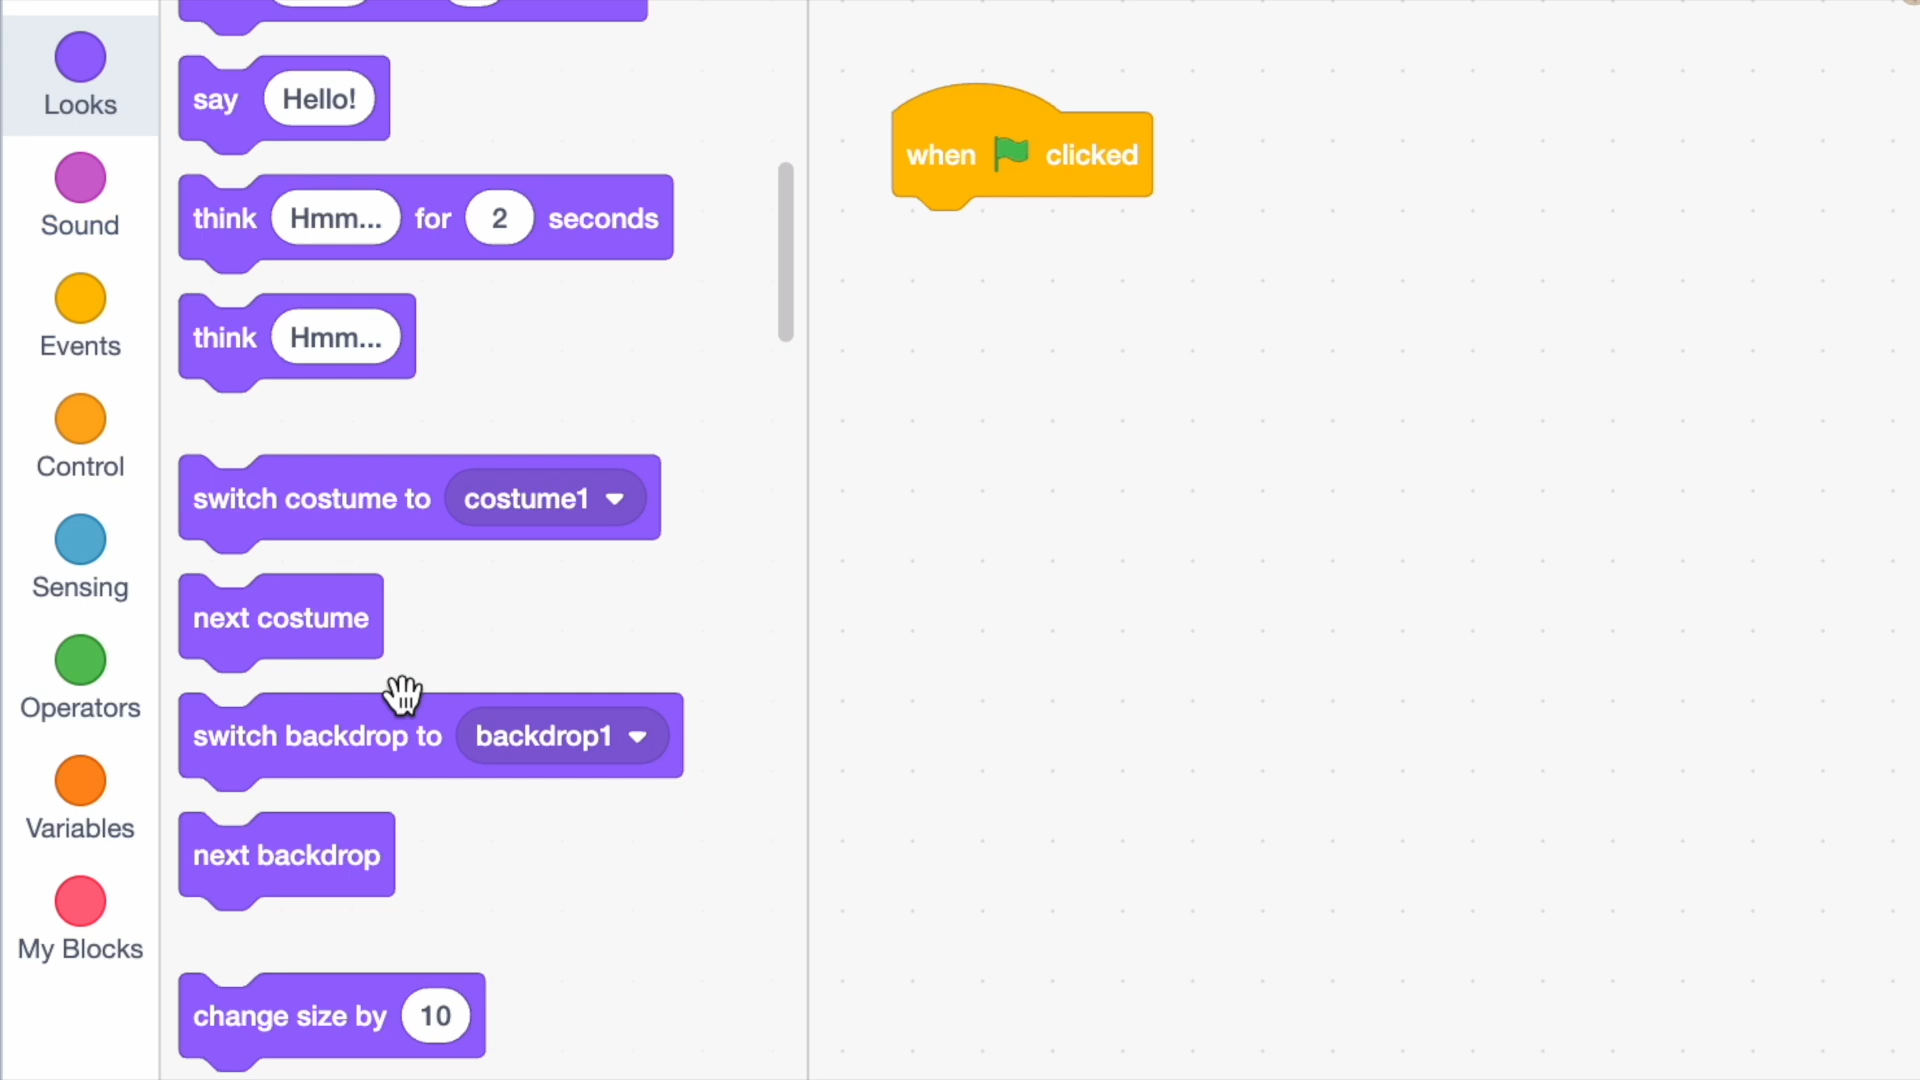 Looks
Sound
Events
Control
Sensing
Operators
Variables
My Blocks
say Hello!
think Hmm... for 2 seconds
think Hmm...
switch costume to costume1
next costume
switch backdrop to backdrop1
next backdrop
change size by 10
when clicked